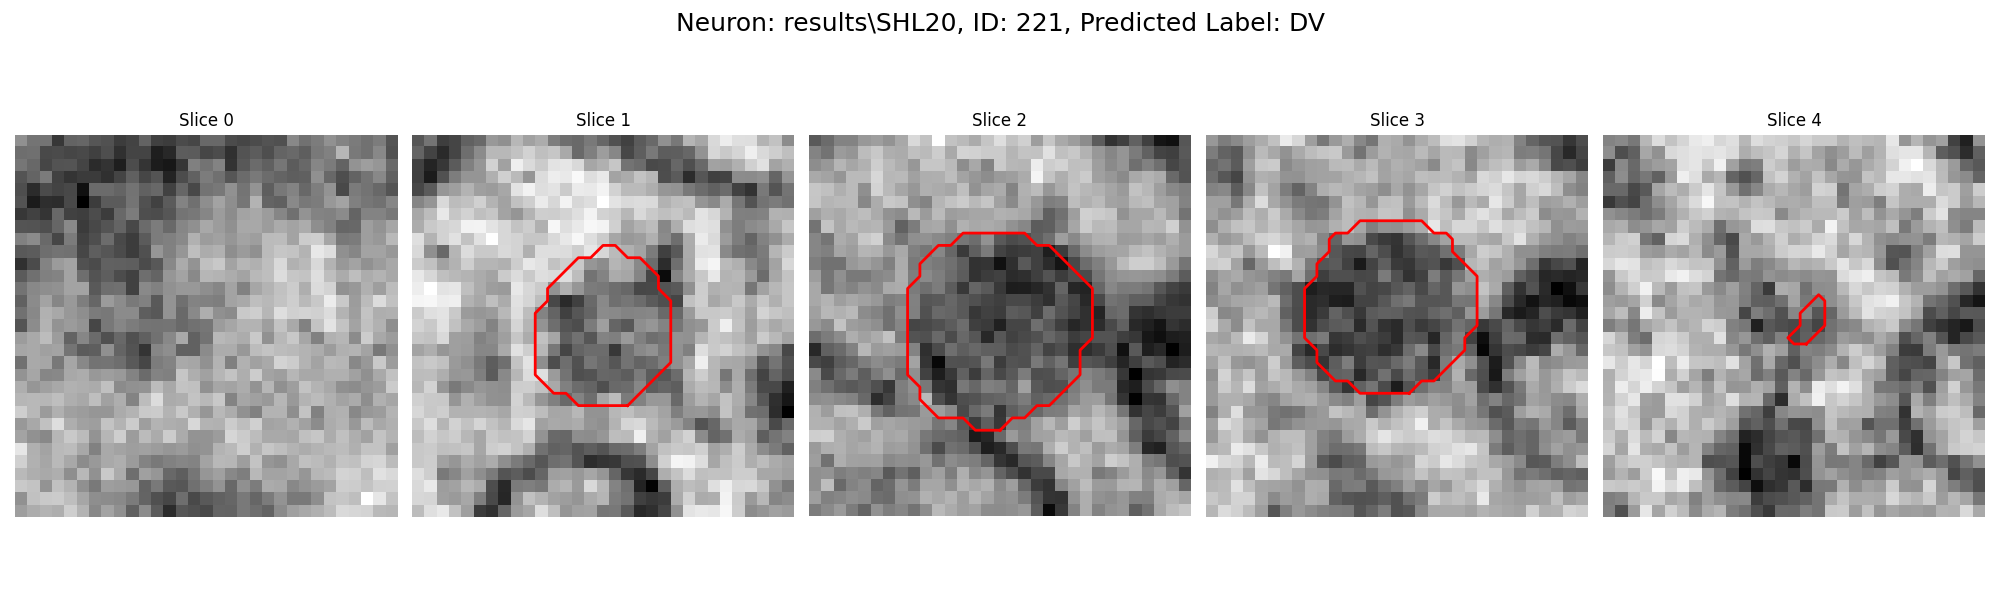 Neuron: results\SHL20, ID: 221, Predicted Label: DV
Slice 0
Slice 1
Slice 2
Slice 3
Slice 4